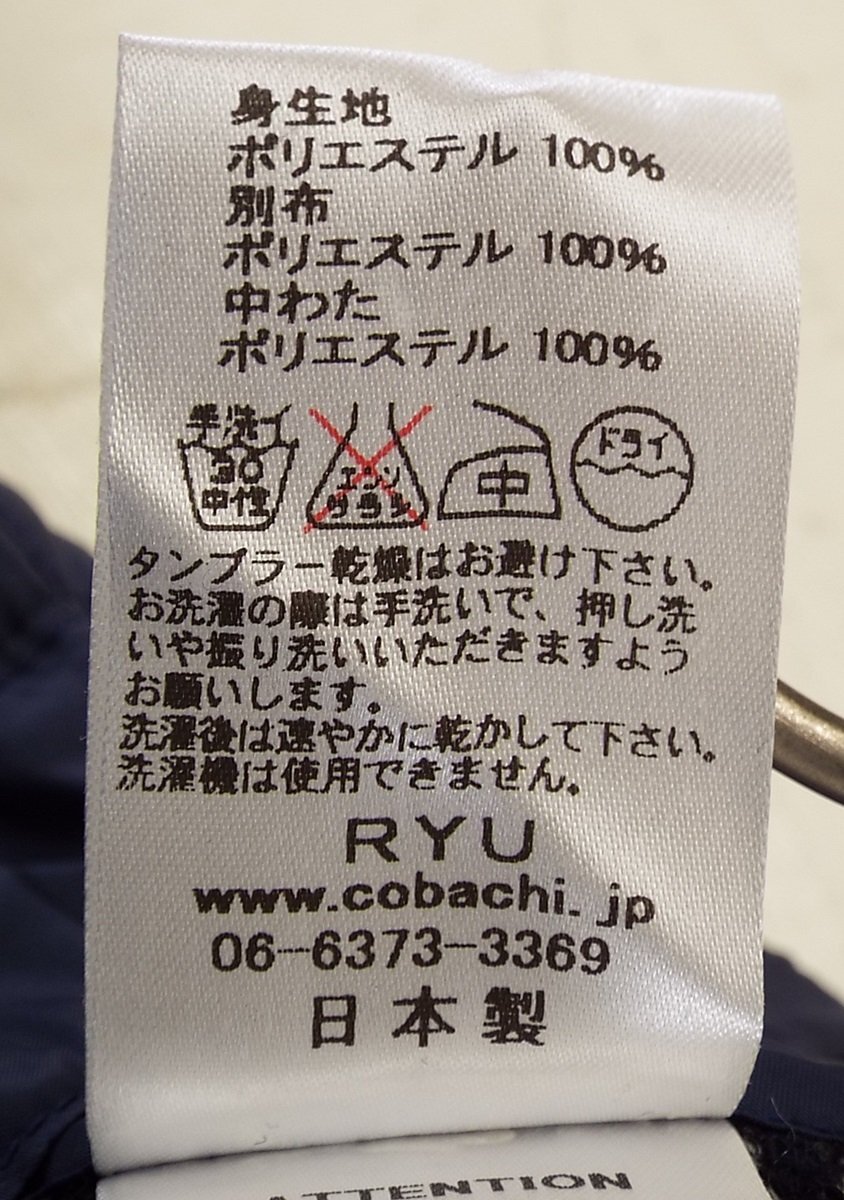 身生地
ポリエステル 100%
別布
ポリエステル 100%
中わた
ポリエステル 100%
手洗イ
30
中性
エンソ
サラシ
中
ドライ
タンブラー乾燥はお避け下さい。
お洗濯の際は手洗いで、押し洗
いや振り洗いいただきますよう
お願いします。
洗濯後は速やかに乾かして下さい。
洗濯機は使用できません。
RYU
www.cobachi.jp
06-6373-3369
日本製
ATTENTION